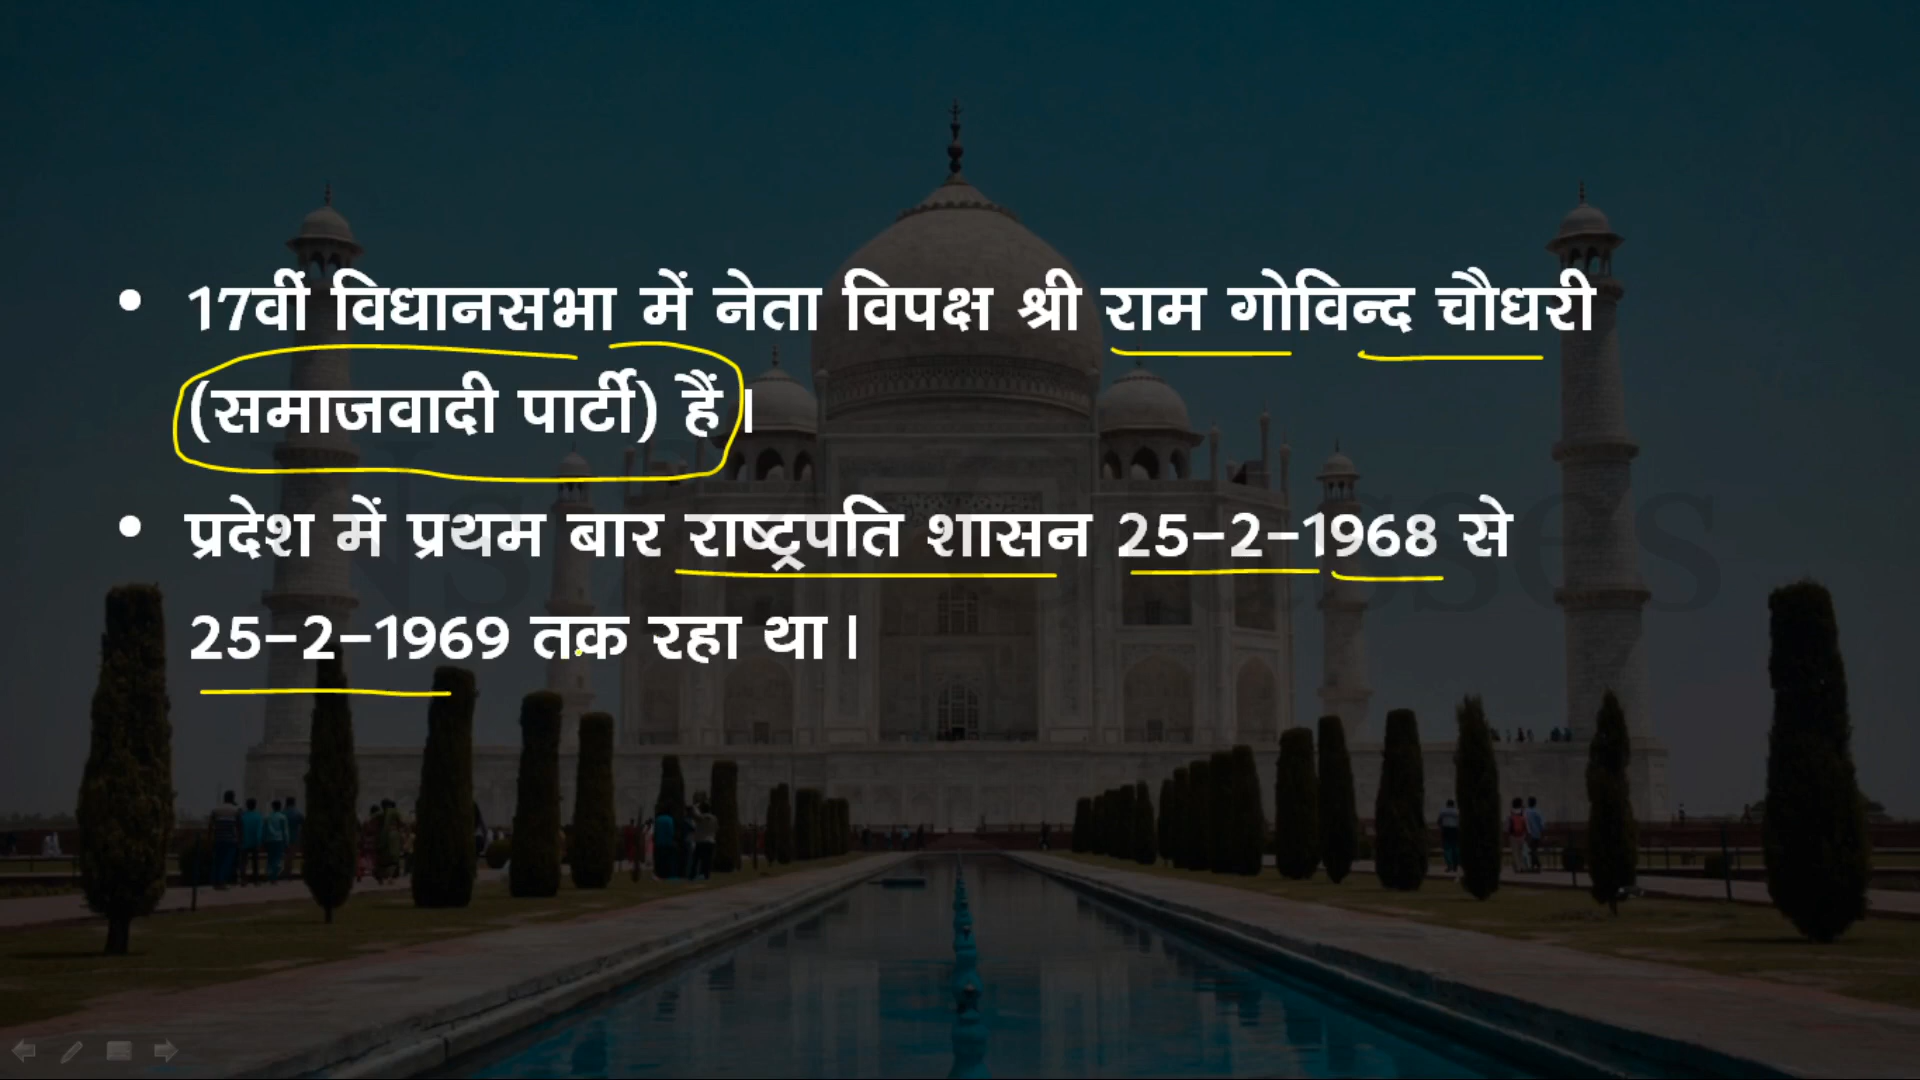 • 17वीं विधानसभा में नेता विपक्ष श्री राम गोविन्द चौधरी
(समाजवादी पार्टी) हैं।
• प्रदेश में प्रथम बार राष्ट्रपति शासन 25-2-1968 से
25-2-1969 तक रहा था।